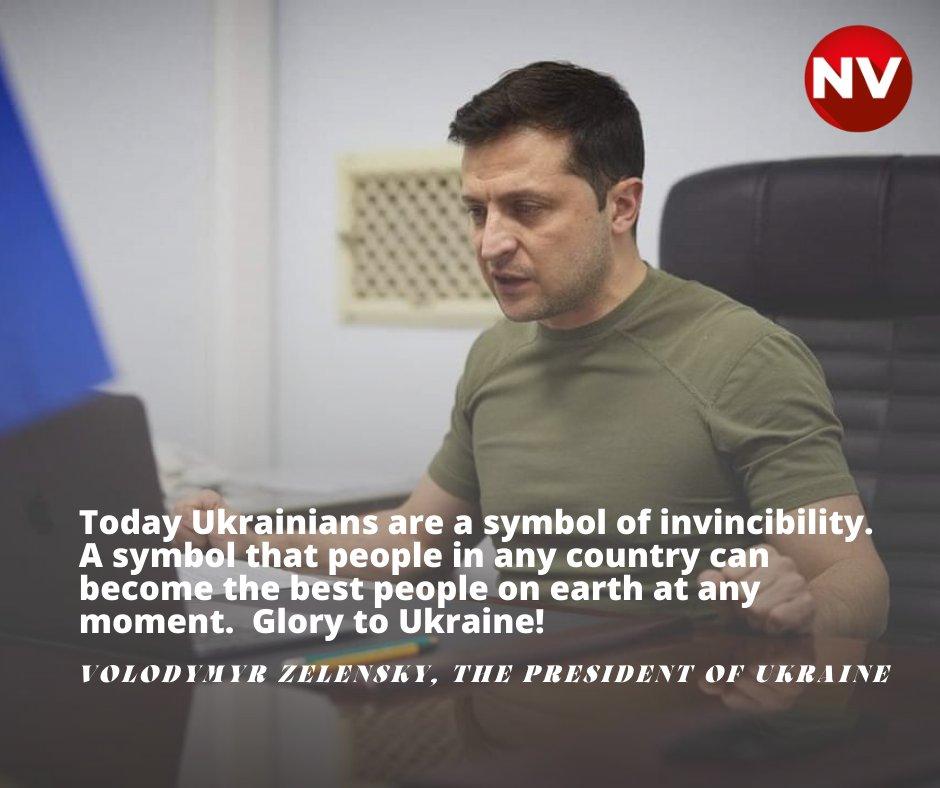 NV
Today Ukrainians are a symbol of invincibility.
A symbol that people in any country can
become the best people on earth at any
moment.  Glory to Ukraine!
VOLODYMYR ZELENSKY, THE PRESIDENT OF UKRAINE